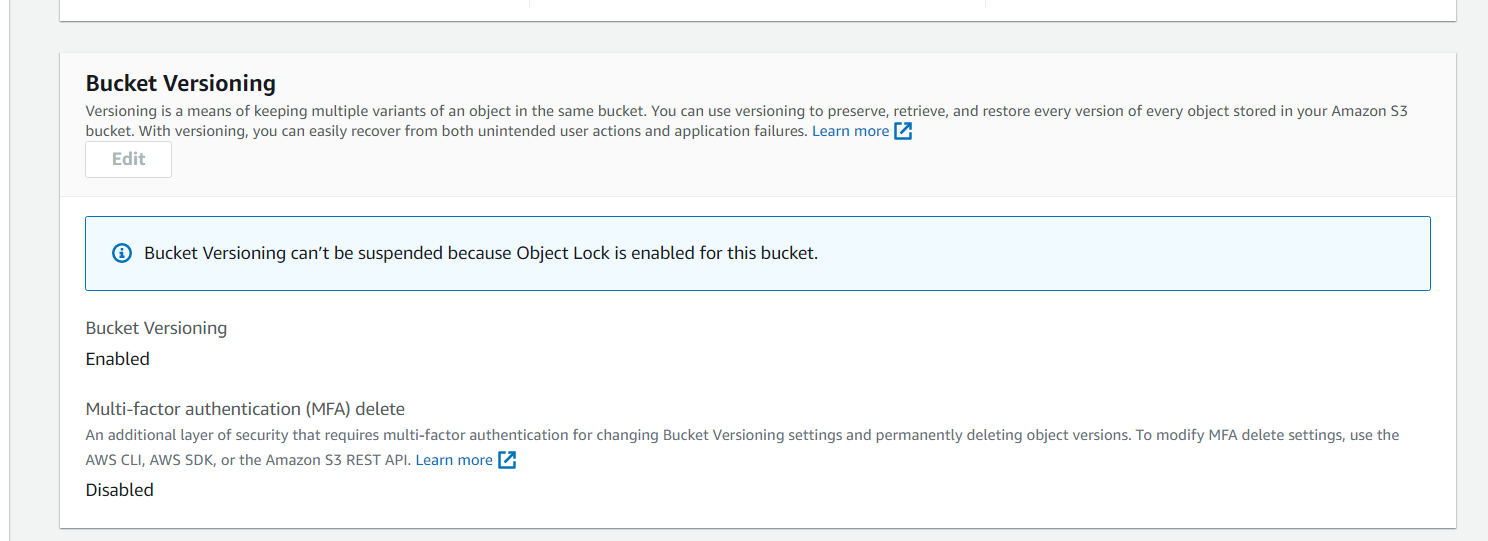 Bucket Versioning
Versioning is a means of keeping multiple variants of an object in the same bucket. You can use versioning to preserve, retrieve, and restore every version of every object stored in your Amazon S3
bucket. With versioning, you can easily recover from both unintended user actions and application failures. Learn more
Edit
Bucket Versioning can’t be suspended because Object Lock is enabled for this bucket.
Bucket Versioning
Enabled
Multi-factor authentication (MFA) delete
An additional layer of security that requires multi-factor authentication for changing Bucket Versioning settings and permanently deleting object versions. To modify MFA delete settings, use the
AWS CLI, AWS SDK, or the Amazon S3 REST API. Learn more
Disabled